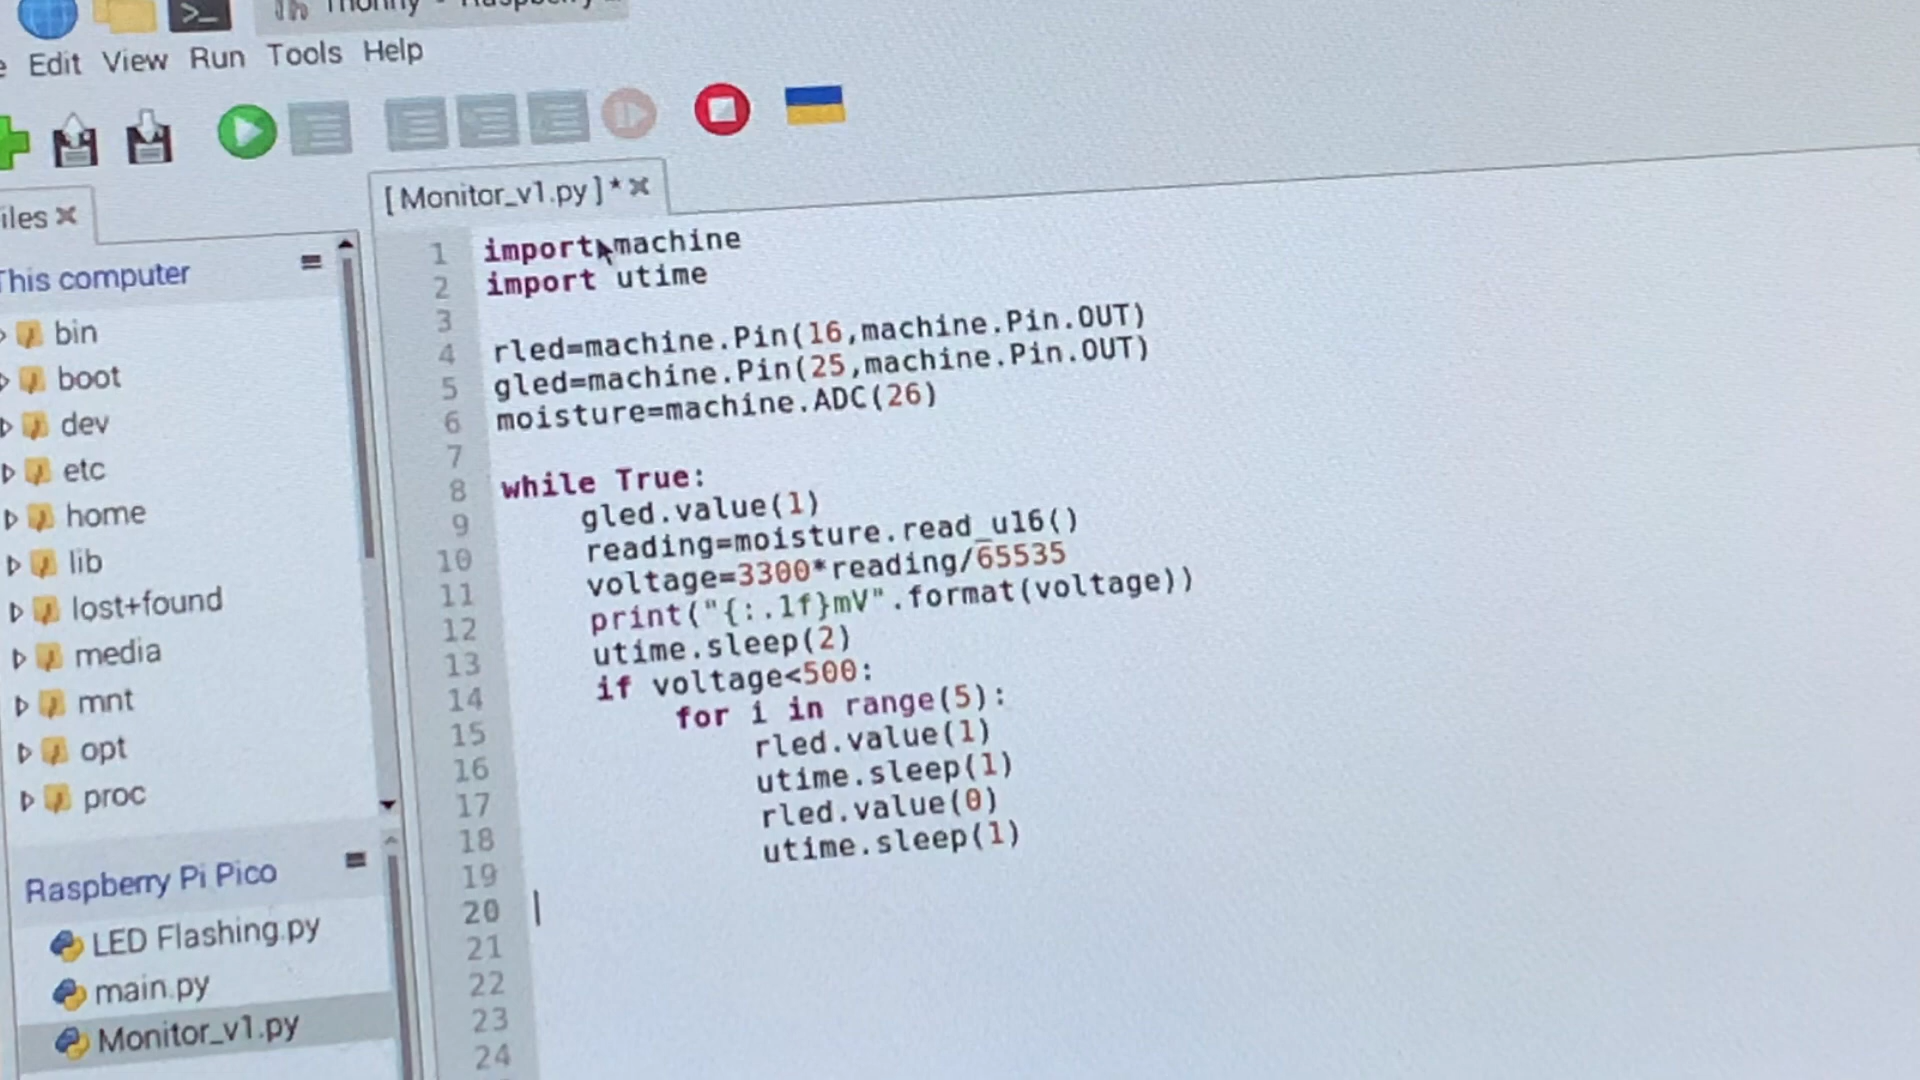 Edit View Run Tools Help
[ Monitor_v1.py ] *
This computer
bin
boot
dev
etc
home
lib
lost+found
media
mnt
opt
proc
Raspberry Pi Pico
LED Flashing.py
main.py
Monitor_v1.py
1 import machine
2 import utime
3
4 rled=machine.Pin(16,machine.Pin.OUT)
5 gled=machine.Pin(25,machine.Pin.OUT)
6 moisture=machine.ADC(26)
7
8 while True:
9 gled.value(1)
10 reading=moisture.read_u16()
11 voltage=3300*reading/65535
12 print("{:.1f}mV".format(voltage))
13 utime.sleep(2)
14 if voltage<500:
15 for i in range(5):
16 rled.value(1)
17 utime.sleep(1)
18 rled.value(0)
19 utime.sleep(1)
20
21
22
23
24